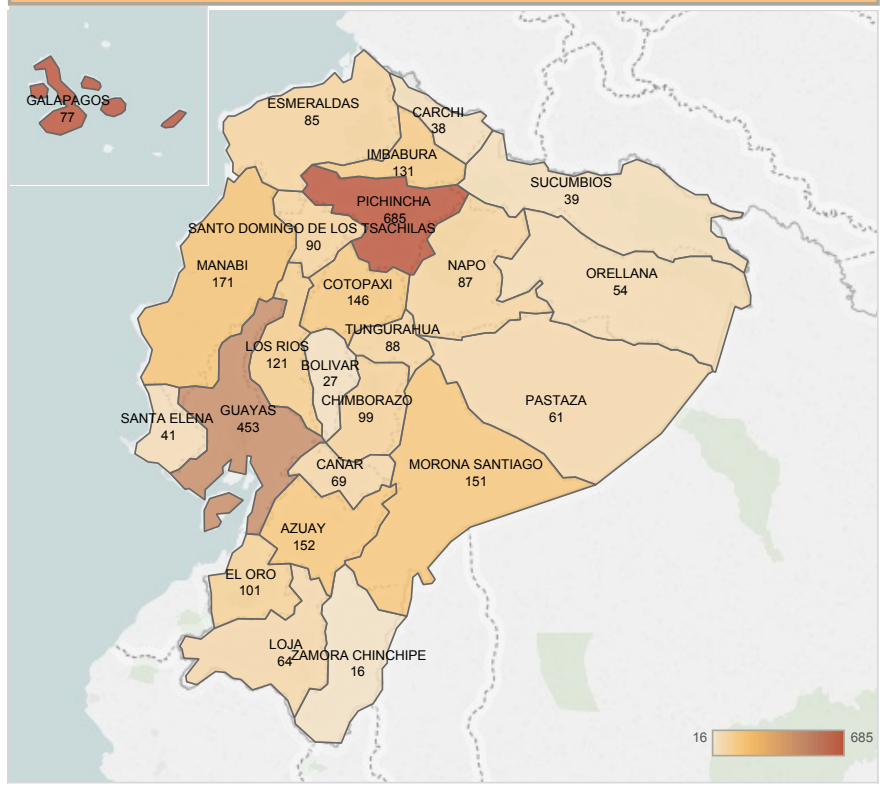 GALAPAGOS
77
ESMERALDAS
85
CARCHI
38
IMBABURA
131
SUCUMBIOS
39
PICHINCHA
685
SANTO DOMINGO DE LOS TSACHILAS
90
MANABI
171
NAPO
87
ORELLANA
54
COTOPAXI
146
TUNGURAHUA
88
LOS RIOS
121
BOLIVAR
27
CHIMBORAZO
99
PASTAZA
61
SANTA ELENA
41
GUAYAS
453
CAÑAR
69
MORONA SANTIAGO
151
AZUAY
152
EL ORO
101
LOJA
64
ZAMORA CHINCHIPE
16
16
685